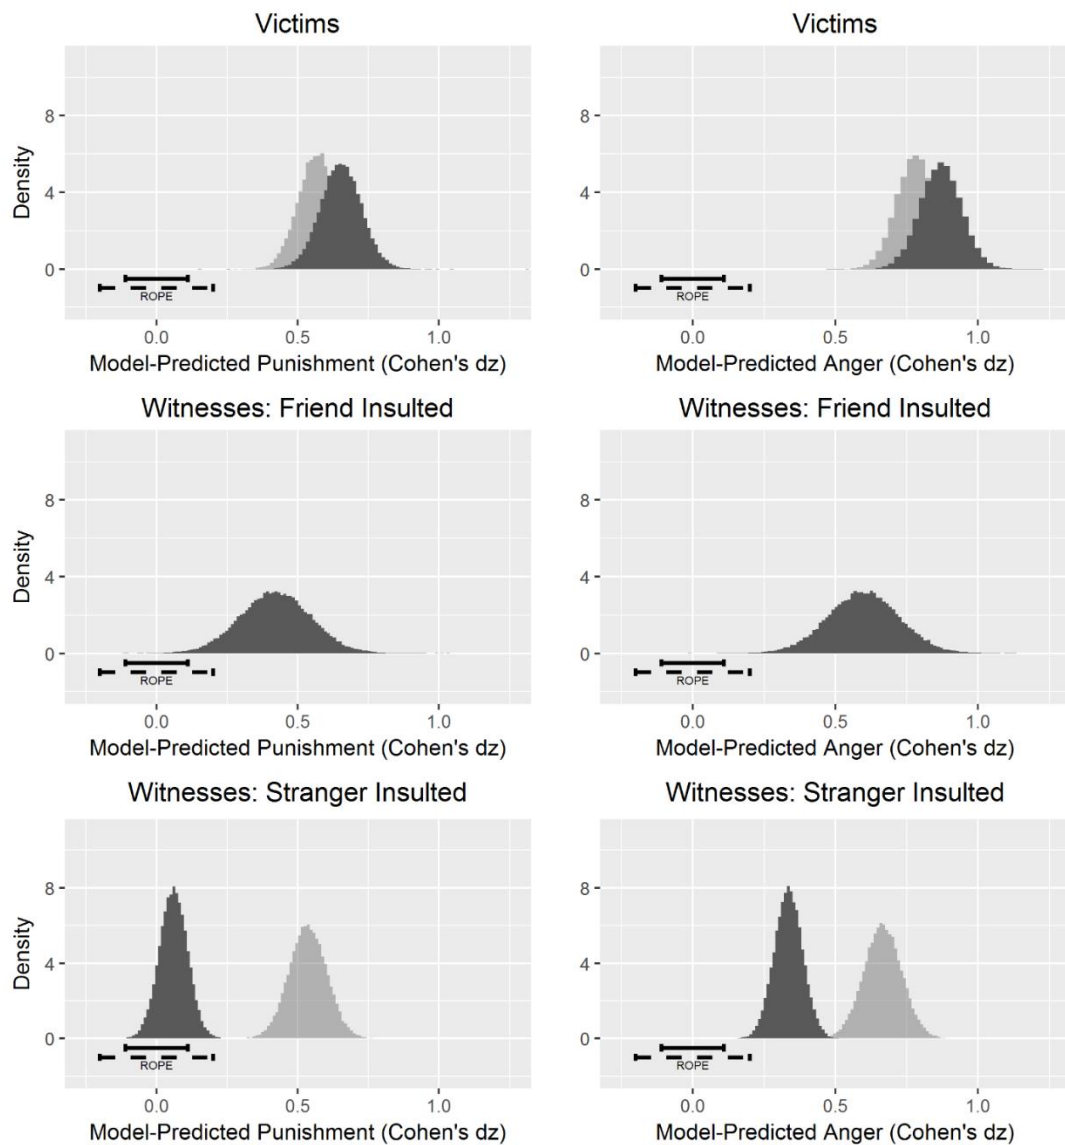 Victims
Density
8
4
0
ROPE
0.0 0.5 1.0
Model-Predicted Punishment (Cohen's dz)
Victims
8
4
0
ROPE
0.0 0.5 1.0
Model-Predicted Anger (Cohen's dz)
Witnesses: Friend Insulted
Density
8
4
0
ROPE
0.0 0.5 1.0
Model-Predicted Punishment (Cohen's dz)
Witnesses: Friend Insulted
8
4
0
ROPE
0.0 0.5 1.0
Model-Predicted Anger (Cohen's dz)
Witnesses: Stranger Insulted
Density
8
4
0
ROPE
0.0 0.5 1.0
Model-Predicted Punishment (Cohen's dz)
Witnesses: Stranger Insulted
8
4
0
ROPE
0.0 0.5 1.0
Model-Predicted Anger (Cohen's dz)